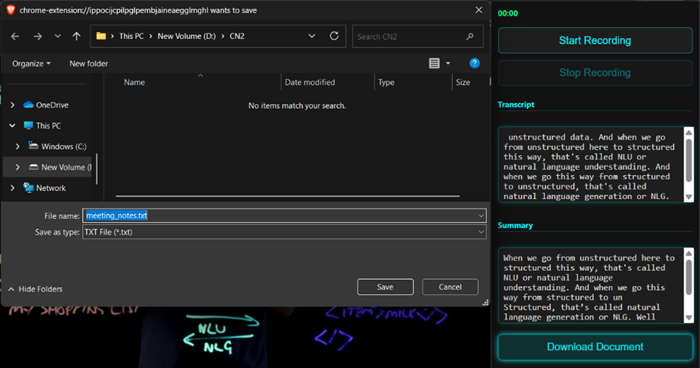 chrome-extension://ippocijcpilpglpembjaineaegglmghl wants to save
This PC > New Volume (D:) > CN2
Search CN2
Organize
New folder
Name
Date modified
Type
Size
No items match your search.
OneDrive
This PC
Windows (C:)
New Volume (
Network
File name: meeting_notes.txt
Save as type: TXT File (*.txt)
Hide Folders
Save
Cancel
MY SHOPPING LIST
NLU
NLG
</>
00:00
Start Recording
Stop Recording
Transcript
unstructured data. And when we go
from unstructured here to structured
this way, that's called NLU or
natural language understanding. And
when we go this way from structured
to unstructured, that's called
natural language generation or NLG.
Summary
When we go from unstructured here to
structured this way, that's called
NLU or natural language
understanding. And when we go this
way from structured to un
Structured, that's called natural
language generation or NLG. Well
Download Document